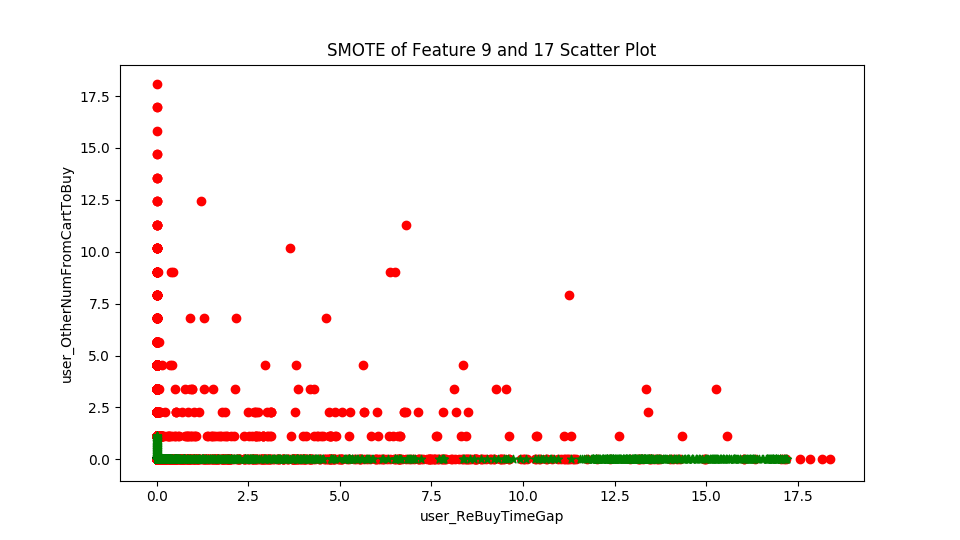 SMOTE of Feature 9 and 17 Scatter Plot
17.5
15.0
12.5
10.0
7.5
5.0
2.5
0.0
user_OtherNumFromCartToBuy
0.0 2.5 5.0 7.5 10.0 12.5 15.0 17.5
user_ReBuyTimeGap